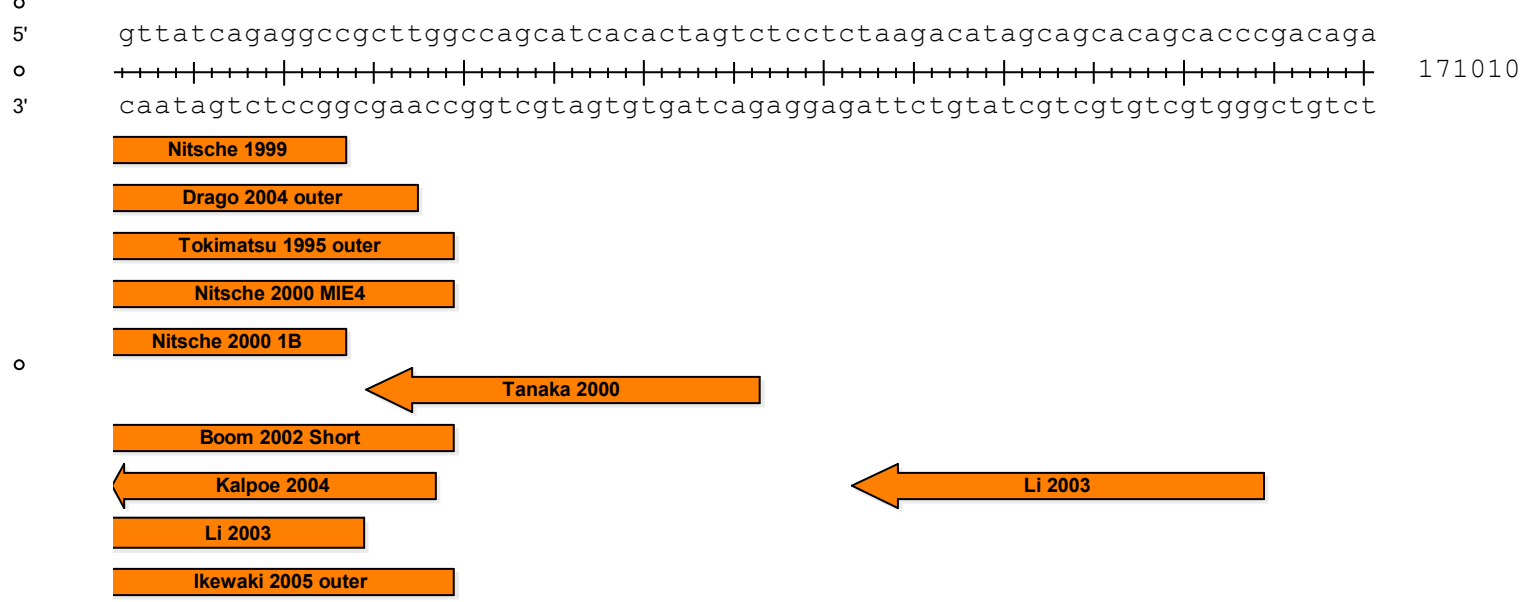 5' gttatcagaggccgcttggccagcatcacactagtctcctctaagacatagcagcacagcacccgacaga
171010
3' caatagtctccggcgaaccggtcgtagtgtgatcagaggagattctgtatcgtcgtgtcgtgggctgtct
Nitsche 1999
Drago 2004 outer
Tokimatsu 1995 outer
Nitsche 2000 MIE4
Nitsche 2000 1B
Tanaka 2000
Boom 2002 Short
Kalpoe 2004 Li 2003
Li 2003
Ikewaki 2005 outer